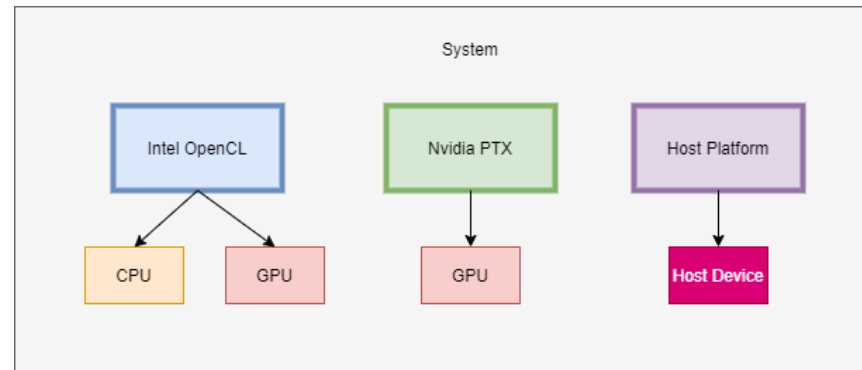 System
Intel OpenCL
Nvidia PTX
Host Platform
CPU
GPU
GPU
Host Device